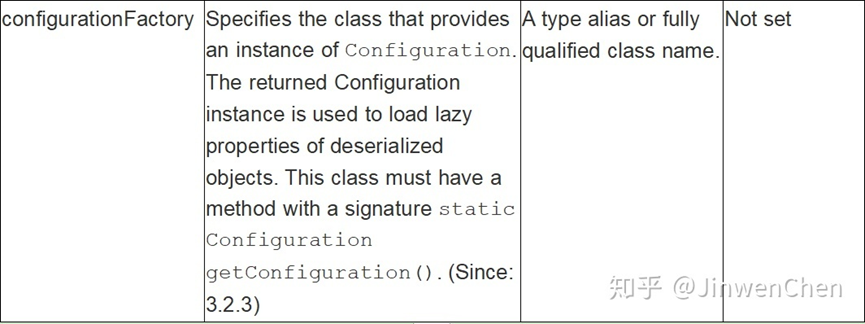 configurationFactory
Specifies the class that provides
an instance of Configuration.
The returned Configuration
instance is used to load lazy
properties of deserialized
objects. This class must have a
method with a signature static
Configuration
getConfiguration(). (Since:
3.2.3)
A type alias or fully
qualified class name.
Not set
知乎 @JinwenChen